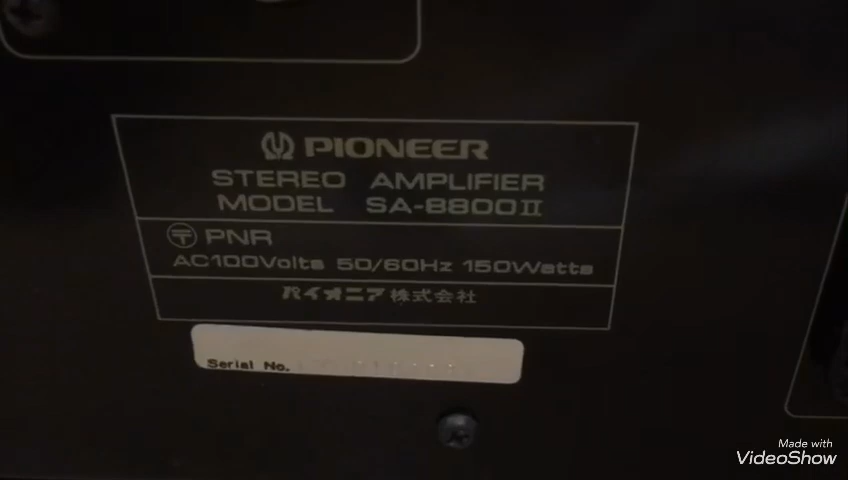 PIONEER
STEREO AMPLIFIER
MODEL SA-8800II
〒 PNR
AC100Volts 50/60Hz 150Watts
パイオニア株式会社
Serial No.
Made with
VideoShow